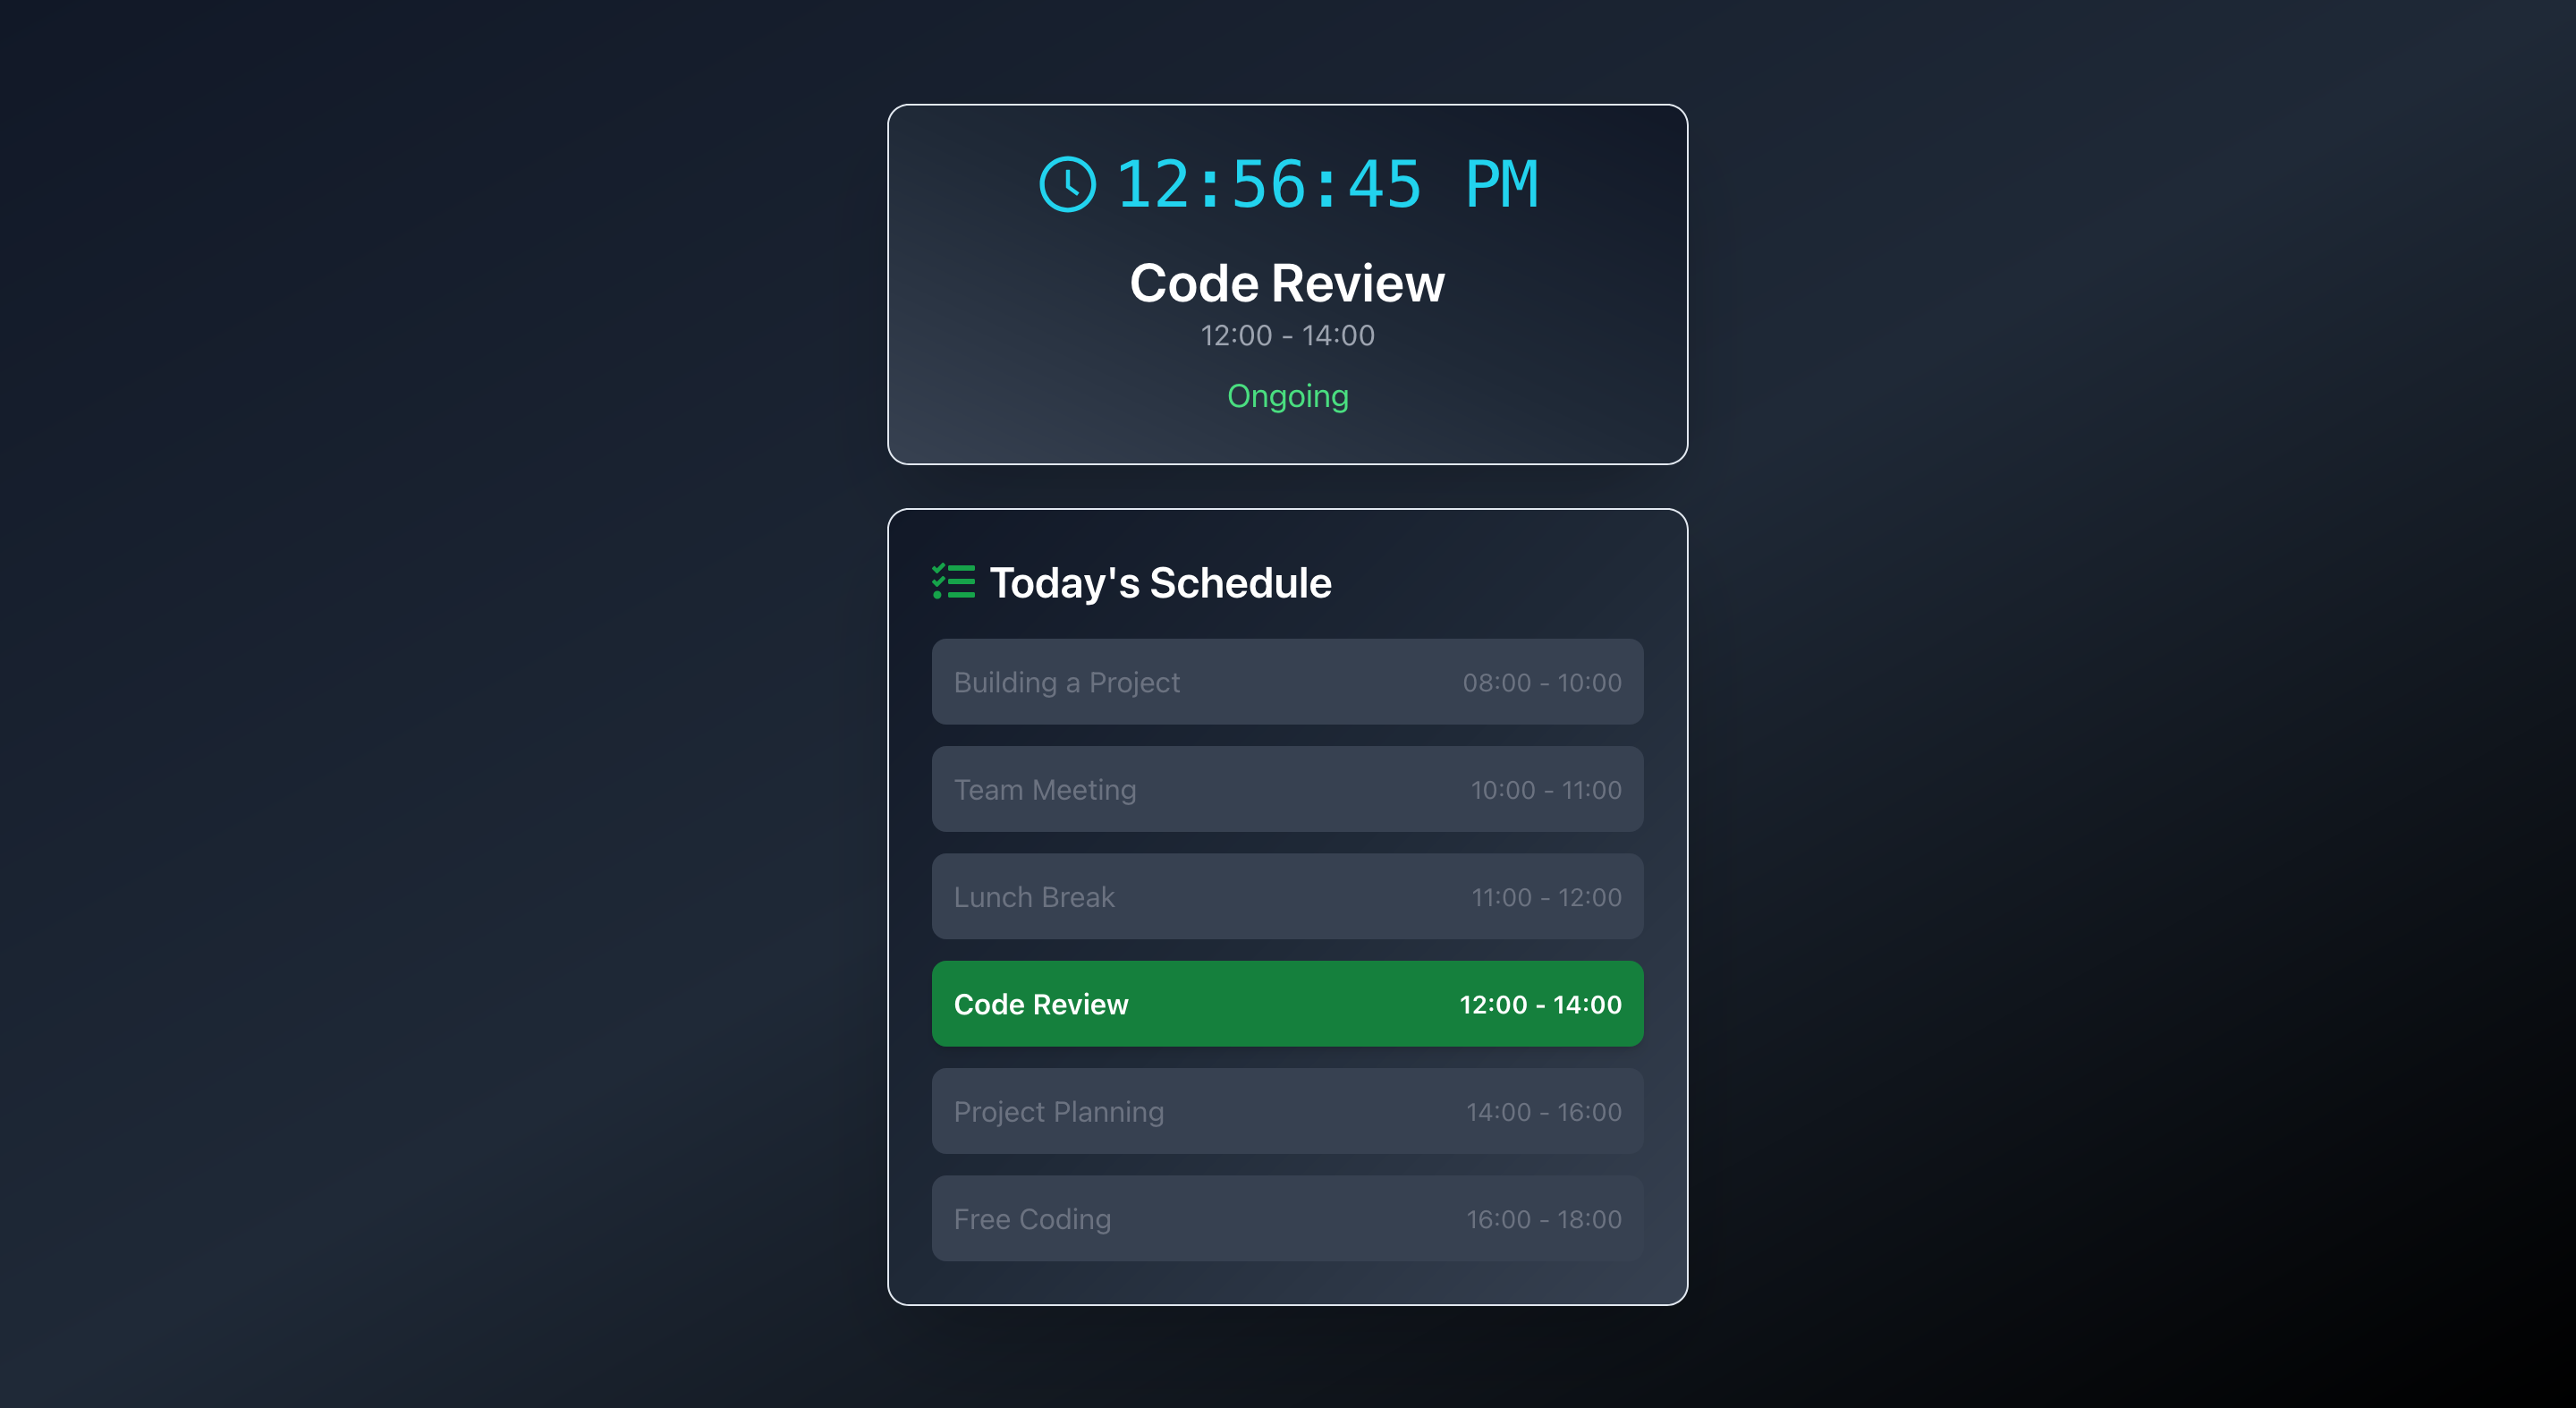 12:56:45 PM
Code Review
12:00 - 14:00
Ongoing
Today's Schedule
Building a Project 08:00 - 10:00
Team Meeting 10:00 - 11:00
Lunch Break 11:00 - 12:00
Code Review 12:00 - 14:00
Project Planning 14:00 - 16:00
Free Coding 16:00 - 18:00